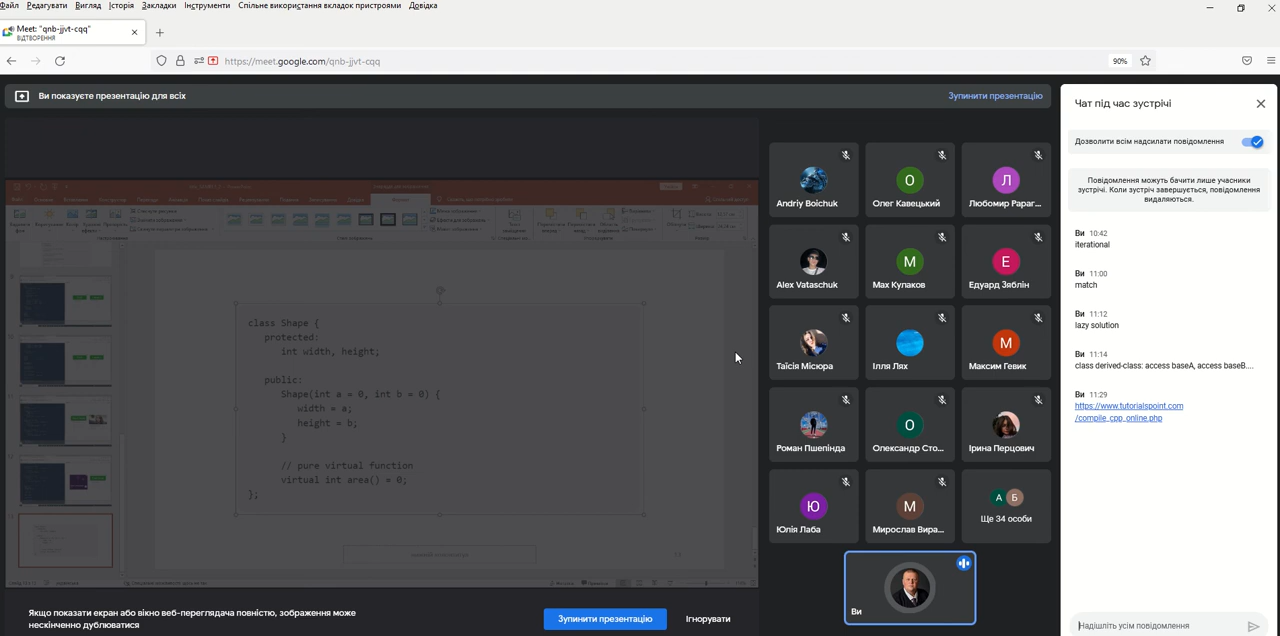 Файл Редагувати Вигляд Історія Закладки Інструменти Спільне використання вкладок пристроями Довідка
Meet: "qnb-jjvt-cqq"
ВІДТВОРЕННЯ
https://meet.google.com/qnb-jjvt-cqq
90%
Ви показуєте презентацію для всіх
Зупинити презентацію
class Shape {
protected:
int width, height;
public:
Shape(int a = 0, int b = 0) {
width = a;
height = b;
}
// pure virtual function
virtual int area() = 0;
};
Якщо показати екран або вікно веб-переглядача повністю, зображення може
нескінченно дублюватися
Зупинити презентацію
Ігнорувати
Andriy Boichuk
О
Олег Кавецький
Л
Любомир Рараг...
Alex Vataschuk
М
Мах Кулаков
Е
Едуард Зяблін
Таїсія Місюра
Ілля Лях
М
Максим Гевик
Роман Пшепінда
О
Олександр Сто...
Ірина Перцович
Ю
Юлія Лаба
М
Мирослав Вира...
А Б
Ще 34 особи
Ви
Чат під час зустрічі
Дозволити всім надсилати повідомлення
Повідомлення можуть бачити лише учасники
зустрічі. Коли зустріч завершується, повідомлення
видаляються.
Ви 10:42
iterational
Ви 11:00
match
Ви 11:12
lazy solution
Ви 11:14
class derived-class: access baseA, access baseB....
Ви 11:29
https://www.tutorialspoint.com
/compile_cpp_online.php
Надішліть усім повідомлення